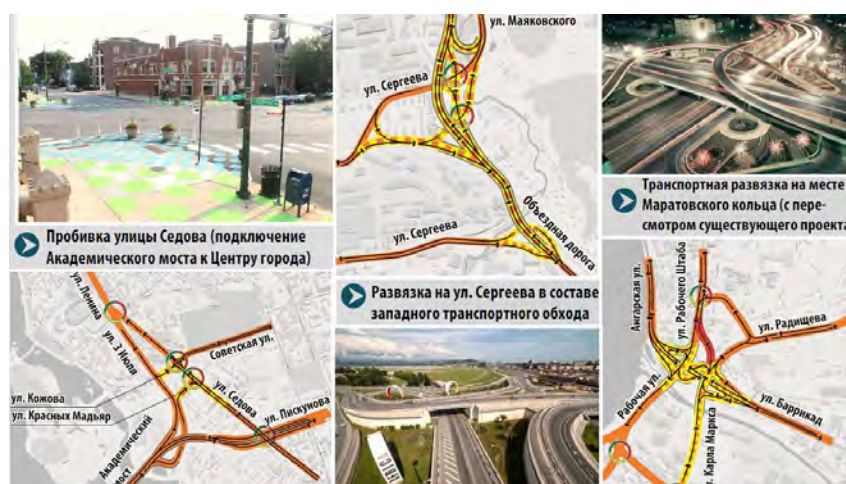 Пробивка улицы Седова (подключение
Академического моста к Центру города)
ул. Ленина
ул. 3 Июля
Советская ул.
ул. Кожова
ул. Красных Мадьяр
ул. Седова
ул. Пискунова
Академический
мост
ул. Маяковского
ул. Сергеева
ул. Сергеева
Объездная дорога
Развязка на ул. Сергеева в составе
западного транспортного обхода
Транспортная развязка на месте
Маратовского кольца (с пере-
смотром существующего проекта
Ангарская ул.
ул. Рабочего Штаба
ул. Радищева
Рабочая ул.
ул. Баррикад
ул. Карла Маркса